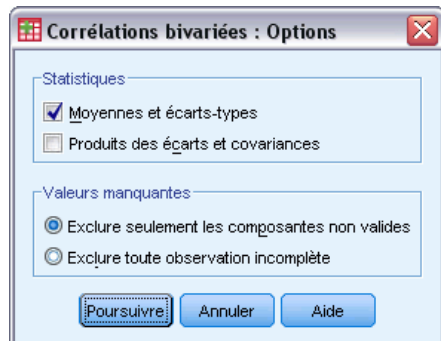 Corrélations bivariées : Options
Statistiques
Moyennes et écarts-types
Produits des écarts et covariances
Valeurs manquantes
Exclure seulement les composantes non valides
Exclure toute observation incomplète
Poursuivre Annuler Aide